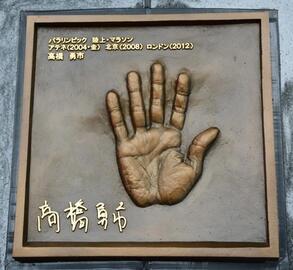 パラリンピック　陸上・マラソン
アテネ(2004・金)　北京(2008)　ロンドン(2012)
高橋　勇市
高橋勇市